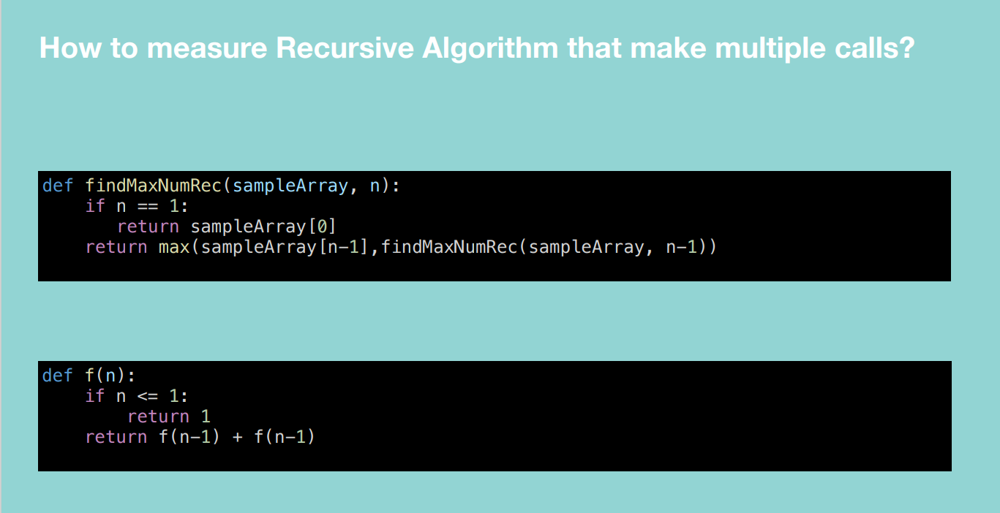 How to measure Recursive Algorithm that make multiple calls?
def findMaxNumRec(sampleArray, n):
    if n == 1:
       return sampleArray[0]
    return max(sampleArray[n-1],findMaxNumRec(sampleArray, n-1))
def f(n):
    if n <= 1:
        return 1
    return f(n-1) + f(n-1)